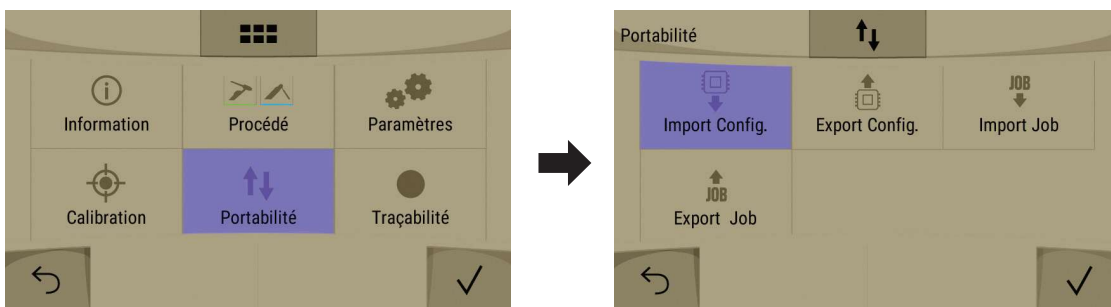 Information
Procédé
Paramètres
Calibration
Portabilité
Traçabilité
Portabilité
Import Config.
Export Config.
JOB
Import Job
JOB
Export Job